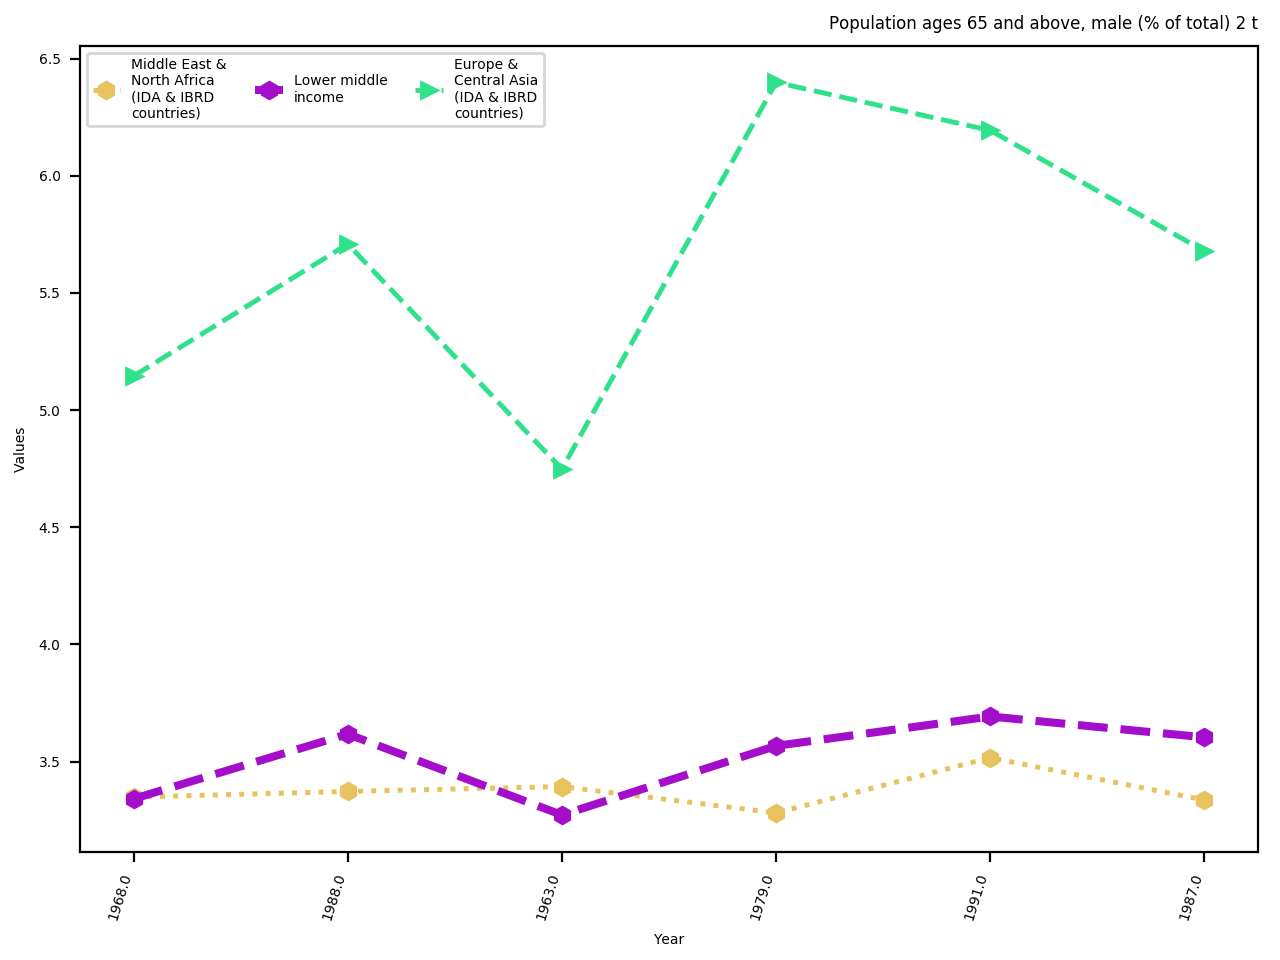 Population ages 65 and above, male (% of total) 2 t
6.5
6.0
5.5
5.0
4.5
4.0
3.5
Values
Middle East &
North Africa
(IDA & IBRD
countries)
Lower middle
income
Europe &
Central Asia
(IDA & IBRD
countries)
1968.0
1988.0
1963.0
1979.0
1991.0
1987.0
Year